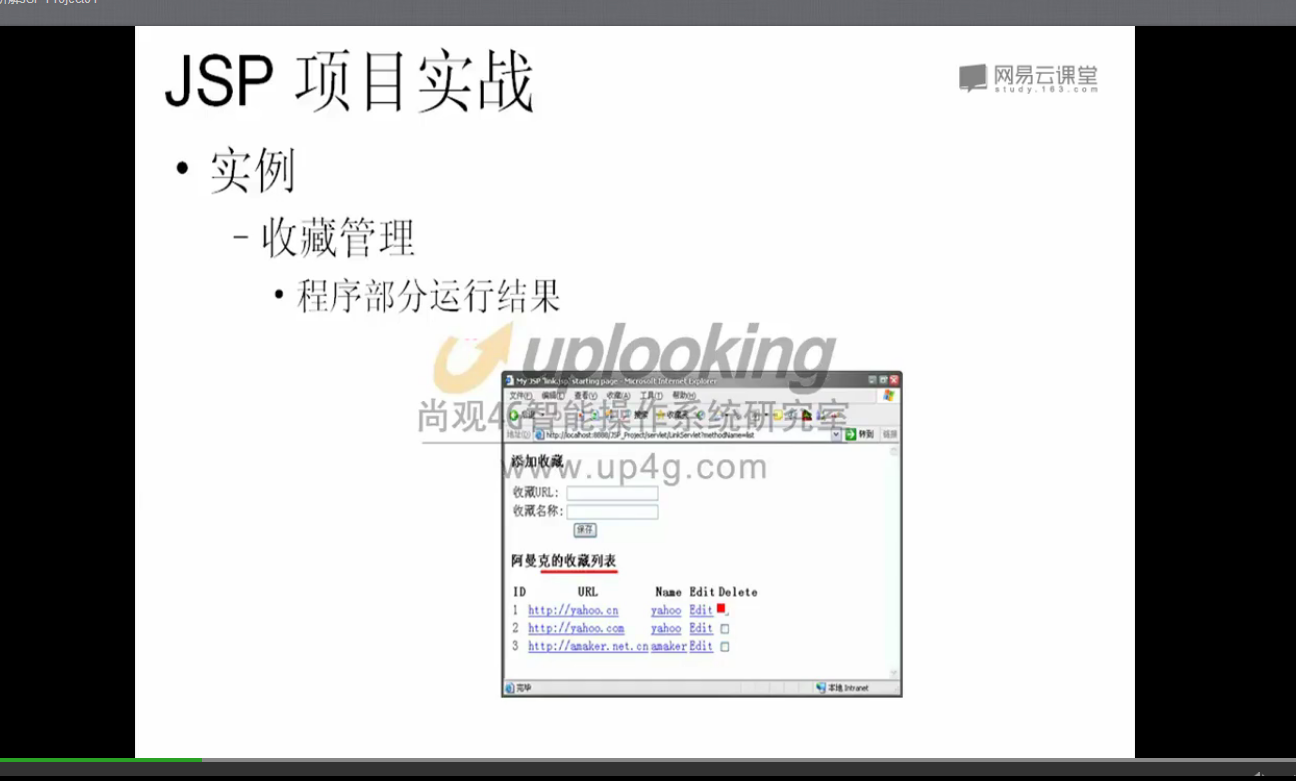 JSP 项目实战
网易云课堂
study.163.com
• 实例
– 收藏管理
• 程序部分运行结果
uplooking
尚观4G智能操作系统研究室
www.up4g.com
My JSP 'link.jsp' starting page - Microsoft Internet Explorer
文件(F) 编辑(E) 查看(V) 收藏(A) 工具(T) 帮助(H)
http://localhost:8080/JSP_Project/servlet/LinkServlet?methodName=list 转到 链接
添加收藏
收藏URL:
收藏名称:
保存
阿曼克的收藏列表
ID URL Name Edit Delete
1 http://yahoo.cn yahoo Edit
2 http://yahoo.com yahoo Edit
3 http://amaker.net.cn amaker Edit
完毕 本地 Intranet